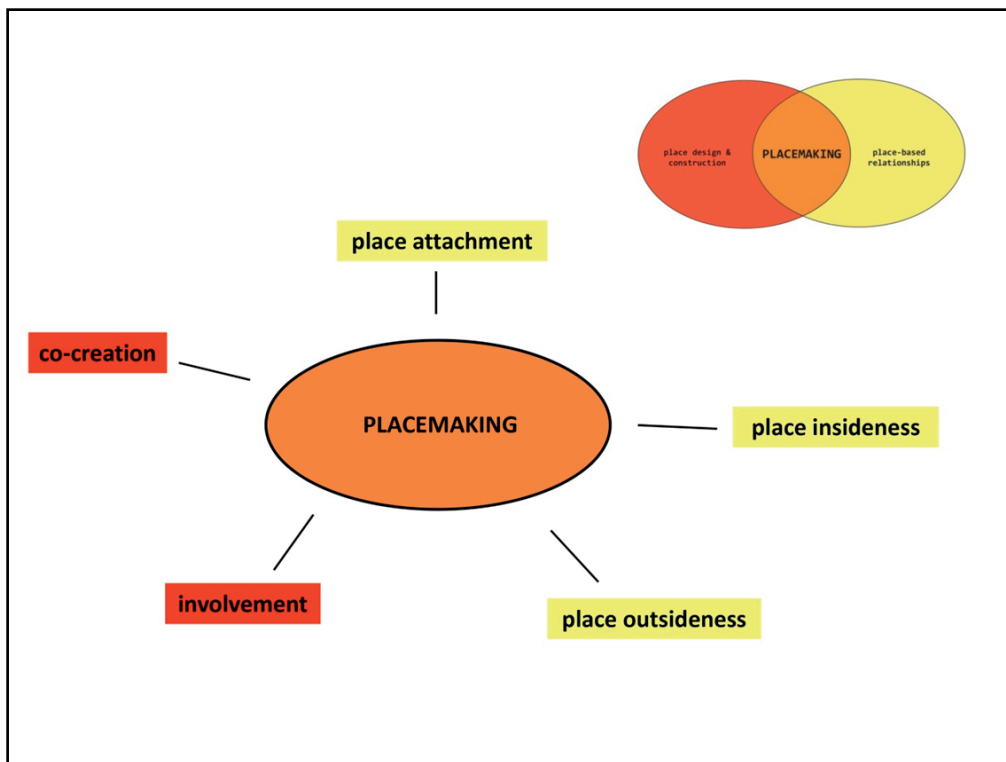 place design &
construction
PLACEMAKING
place-based
relationships
place attachment
co-creation
PLACEMAKING
place insideness
involvement
place outsideness